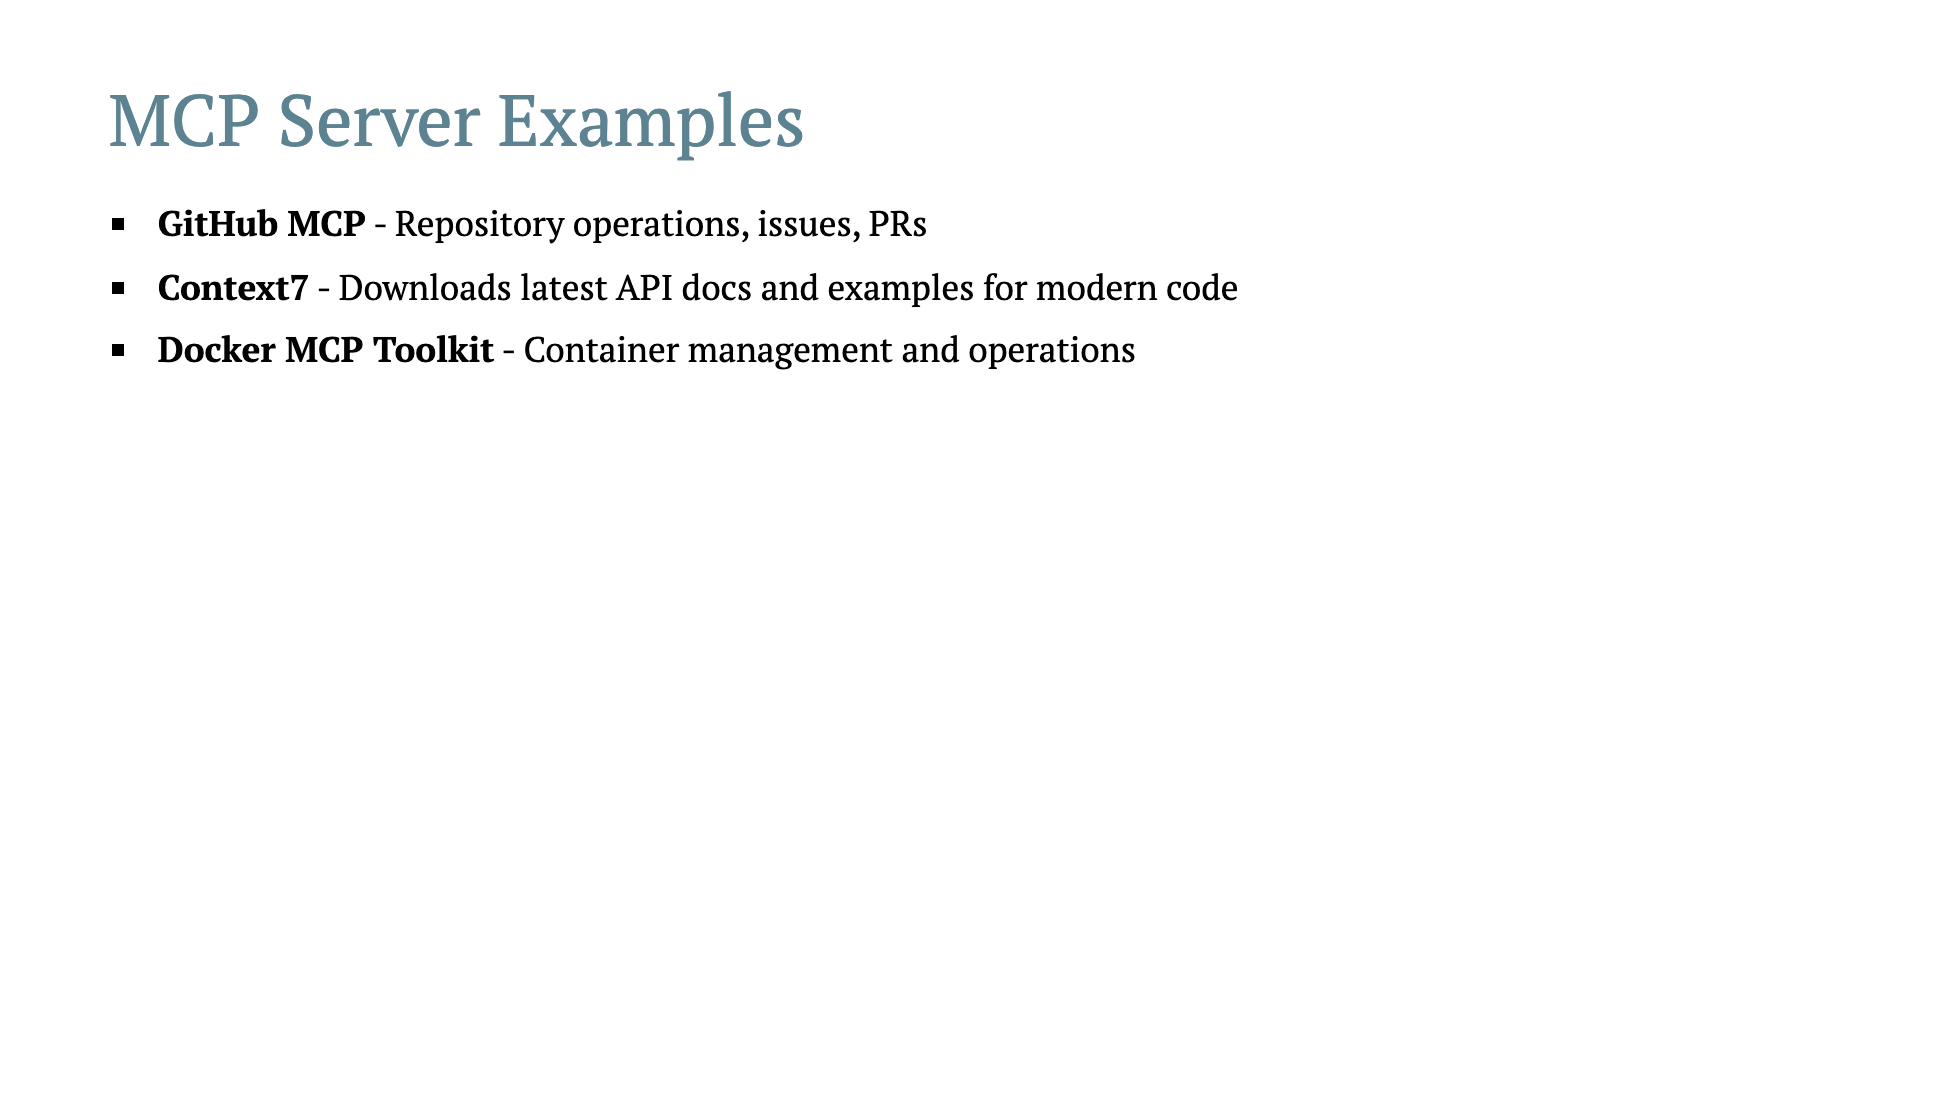 MCP Server Examples
▪ GitHub MCP - Repository operations, issues, PRs
▪ Context7 - Downloads latest API docs and examples for modern code
▪ Docker MCP Toolkit - Container management and operations